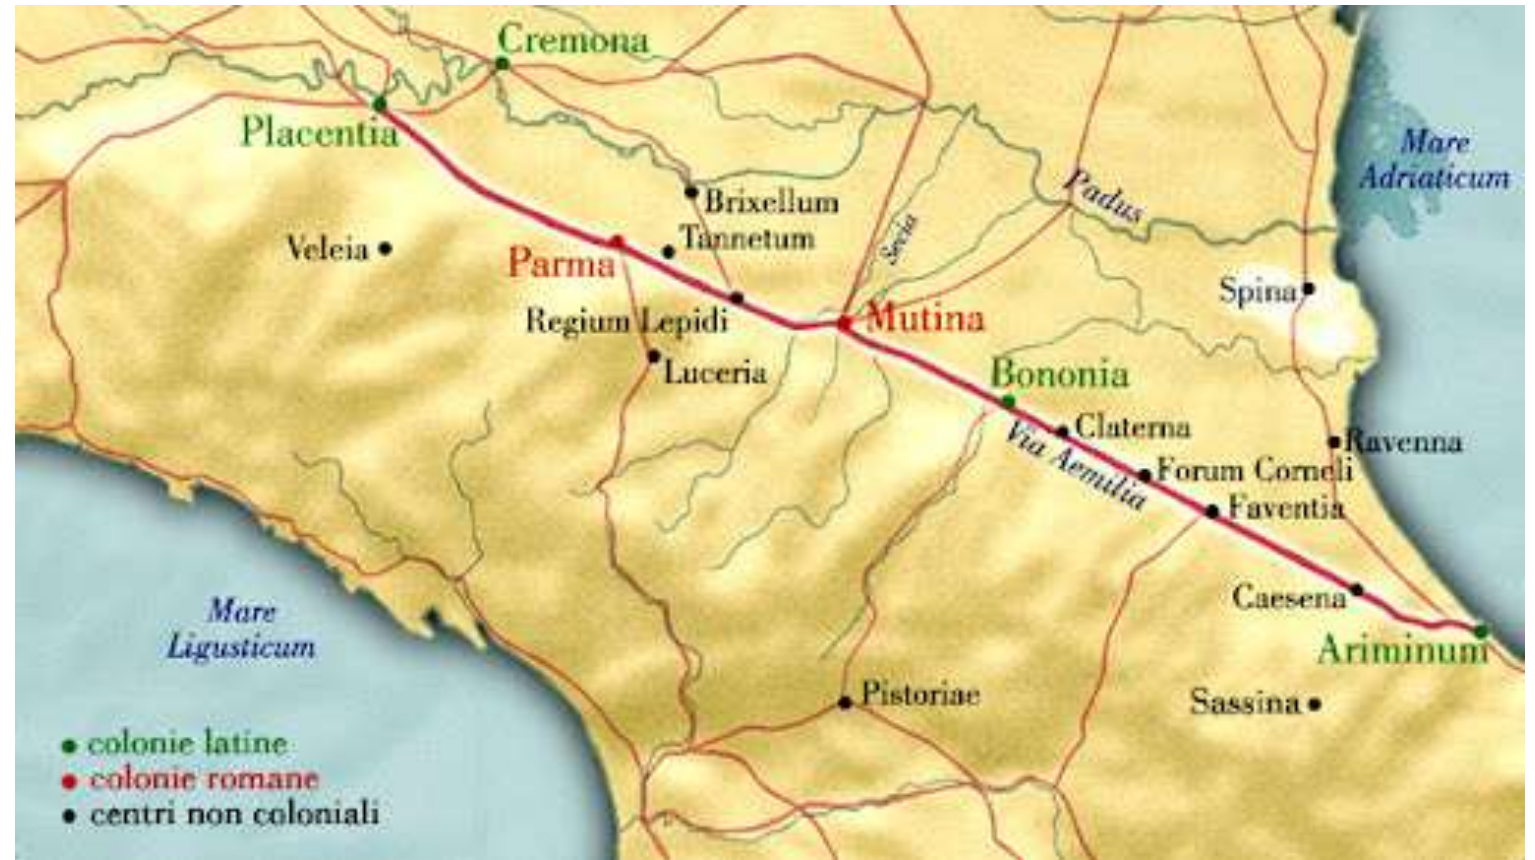 Cremona
Placentia
Mare
Adriaticum
Padus
Brixellum
Tannetum
Secia
Veleia
Parma
Spina
Regium Lepidi
Mutina
Luceria
Bononia
Claterna
Via Aemilia
Ravenna
Forum Corneli
Faventia
Caesena
Mare
Ligusticum
Ariminum
Pistoriae
Sassina
colonie latine
colonie romane
centri non coloniali